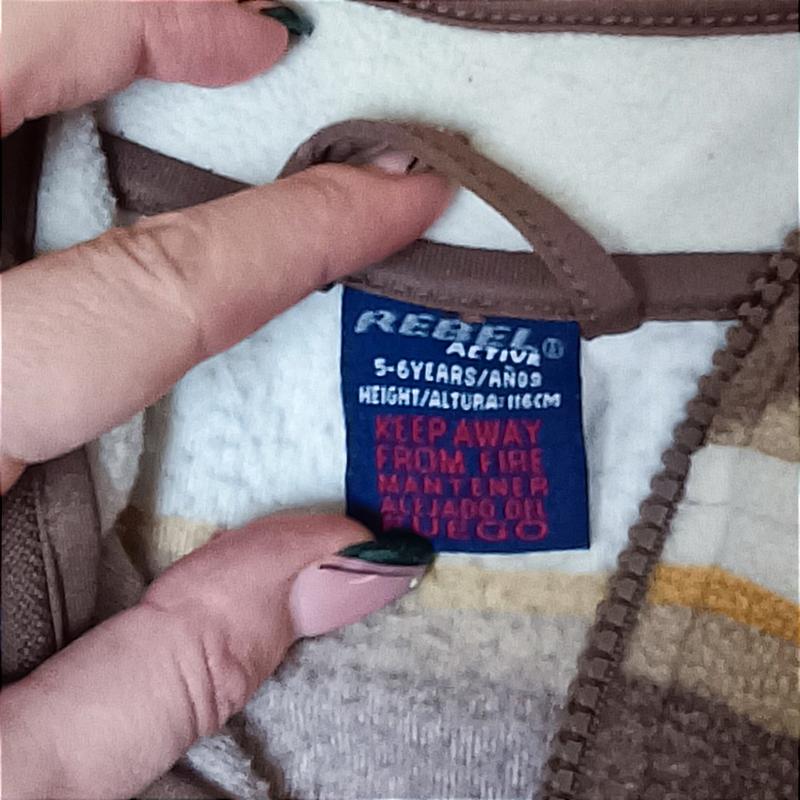 REBEL
ACTIVE
5-6YEARS/AÑOS
HEIGHT/ALTURA:116CM
KEEP AWAY
FROM FIRE
MANTENER
ALEJADO DEL
FUEGO